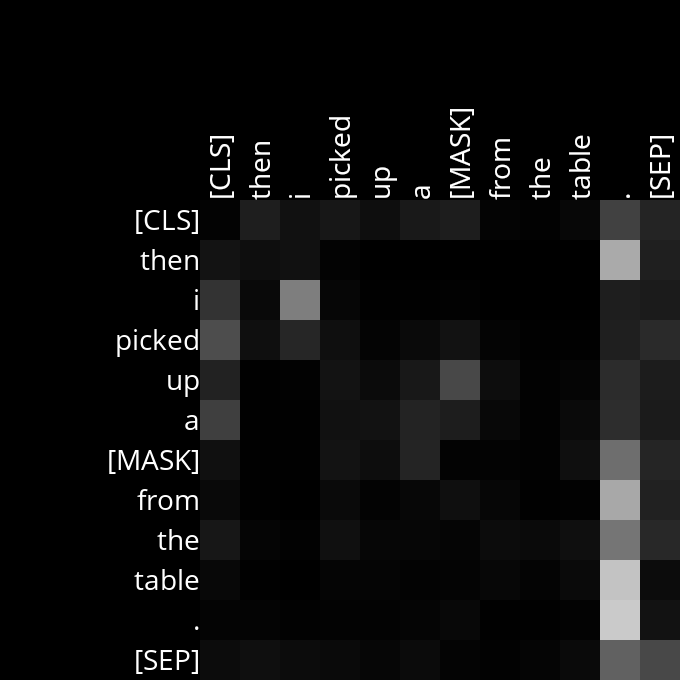 [CLS] then i picked up a [MASK] from the table . [SEP]
[CLS]
then
i
picked
up
a
[MASK]
from
the
table
.
[SEP]